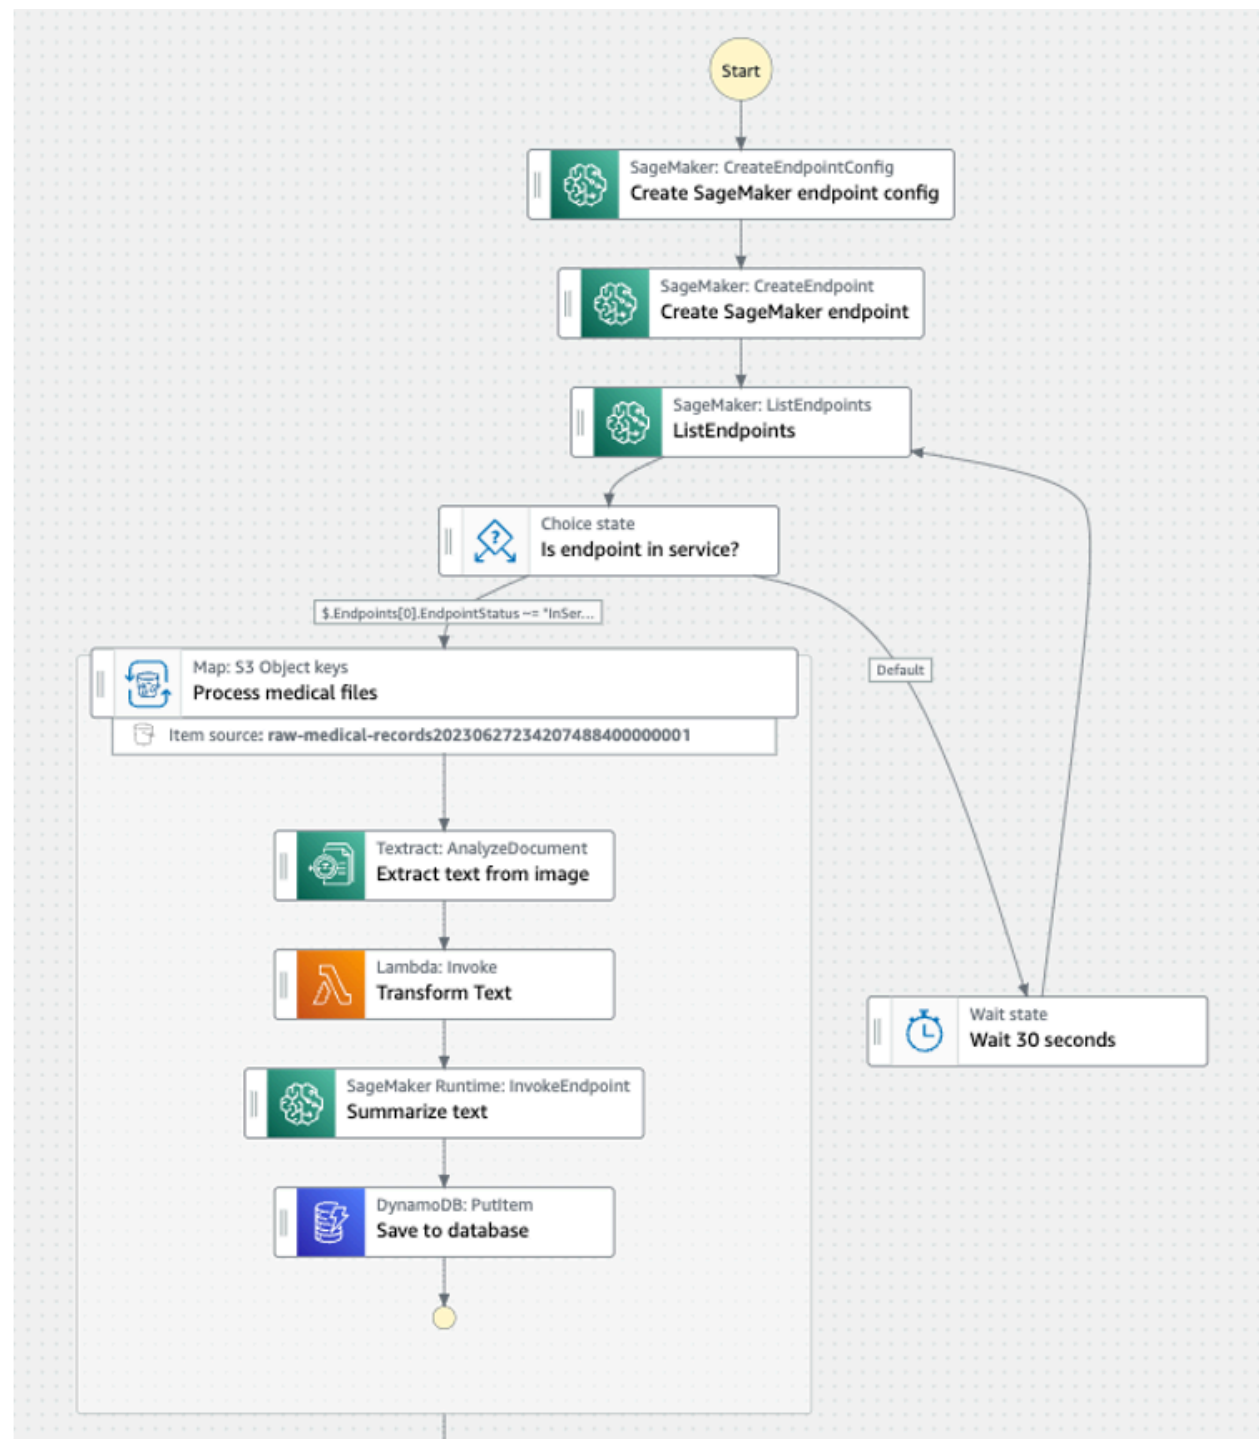 Start
SageMaker: CreateEndpointConfig
Create SageMaker endpoint config
SageMaker: CreateEndpoint
Create SageMaker endpoint
SageMaker: ListEndpoints
ListEndpoints
Choice state
Is endpoint in service?
$.Endpoints[0].EndpointStatus ~= "InSer...
Default
Map: S3 Object keys
Process medical files
Item source: raw-medical-records20230627234207488400000001
Textract: AnalyzeDocument
Extract text from image
Lambda: Invoke
Transform Text
Wait state
Wait 30 seconds
SageMaker Runtime: InvokeEndpoint
Summarize text
DynamoDB: PutItem
Save to database